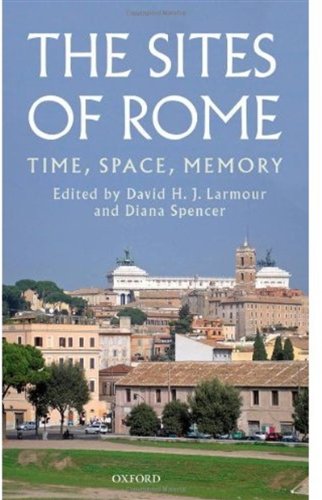 THE SITES
OF ROME
TIME, SPACE, MEMORY
Edited by David H. J. Larmour
and Diana Spencer
OXFORD